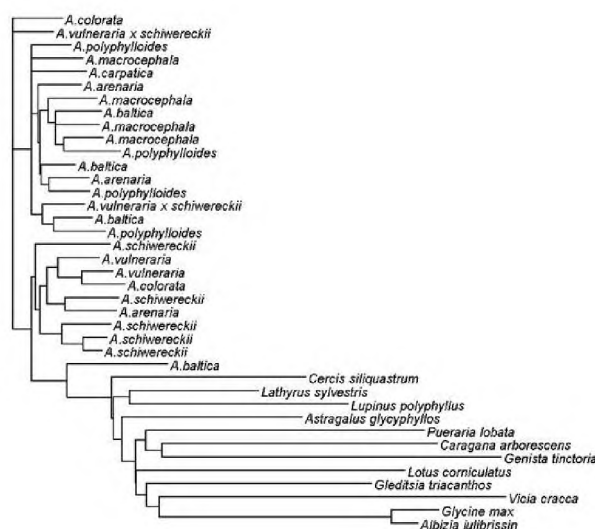 A.colorata
A.vulneraria x schiwereckii
A.polyphylloides
A.macrocephala
A.carpatica
A.arenaria
A.macrocephala
A.baltica
A.macrocephala
A.macrocephala
A.polyphylloides
A.baltica
A.arenaria
A.polyphylloides
A.vulneraria x schiwereckii
A.baltica
A.polyphylloides
A.schiwereckii
A.vulneraria
A.vulneraria
A.colorata
A.schiwereckii
A.arenaria
A.schiwereckii
A.schiwereckii
A.schiwereckii
A.baltica
Cercis siliquastrum
Lathyrus sylvestris
Lupinus polyphyllus
Astragalus glycyphyllos
Pueraria lobata
Caragana arborescens
Genista tinctoria
Lotus corniculatus
Gleditsia triacanthos
Vicia cracca
Glycine max
Albizia julibrissin